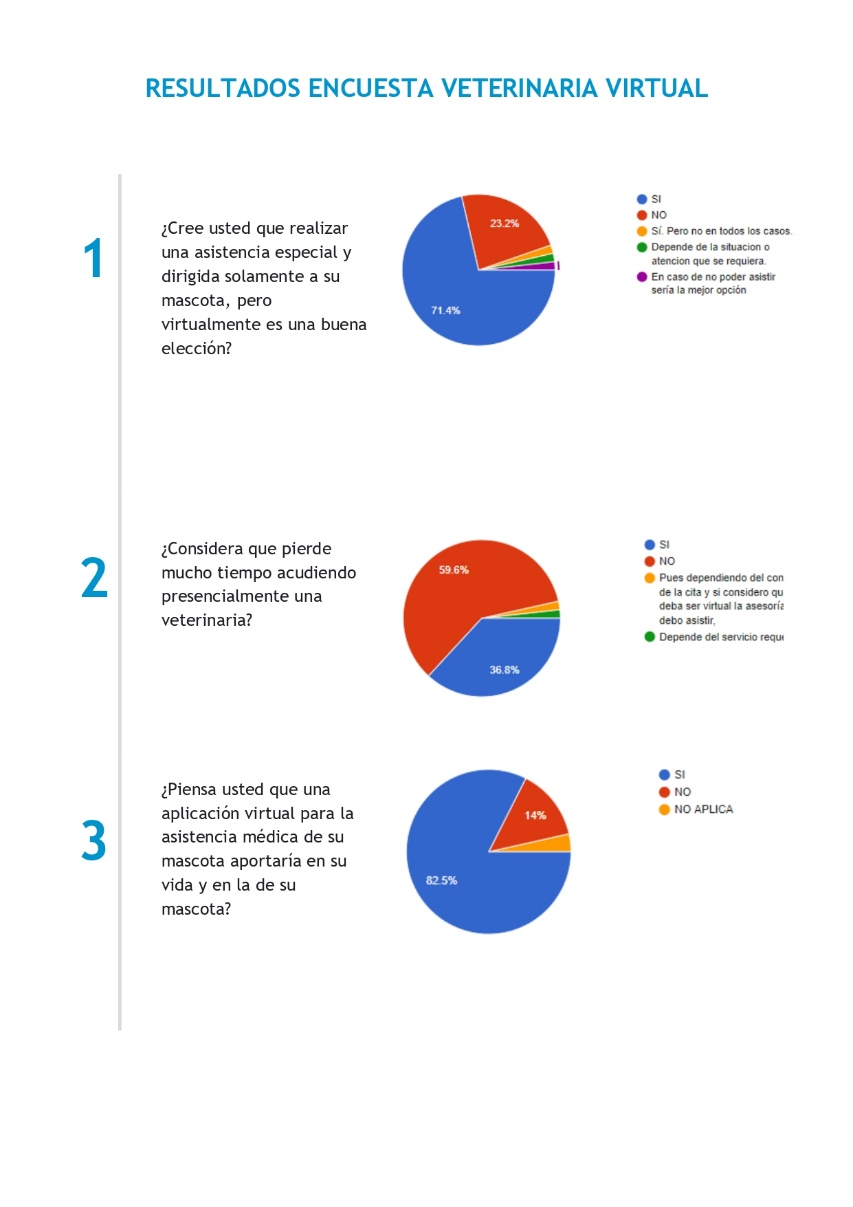 RESULTADOS ENCUESTA VETERINARIA VIRTUAL
1
¿Cree usted que realizar
una asistencia especial y
dirigida solamente a su
mascota, pero
virtualmente es una buena
elección?
23.2%
71.4%
SI
NO
Sí. Pero no en todos los casos.
Depende de la situacion o
atencion que se requiera.
En caso de no poder asistir
sería la mejor opción
2
¿Considera que pierde
mucho tiempo acudiendo
presencialmente una
veterinaria?
59.6%
36.8%
SI
NO
Pues dependiendo del con
de la cita y si considero qu
deba ser virtual la asesoría
debo asistir,
Depende del servicio reque
3
¿Piensa usted que una
aplicación virtual para la
asistencia médica de su
mascota aportaría en su
vida y en la de su
mascota?
14%
82.5%
SI
NO
NO APLICA